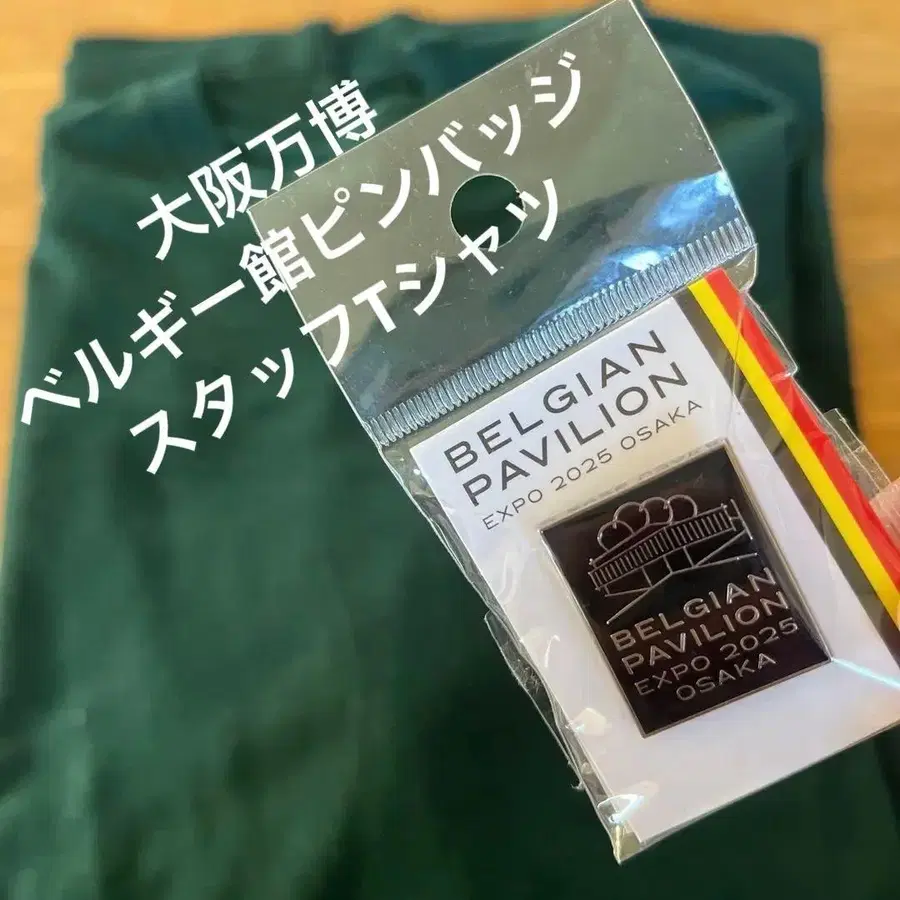 大阪万博
ベルギー館ピンバッジ
スタッフTシャツ
BELGIAN
PAVILION
EXPO 2025 OSAKA
BELGIAN
PAVILION
EXPO 2025
OSAKA